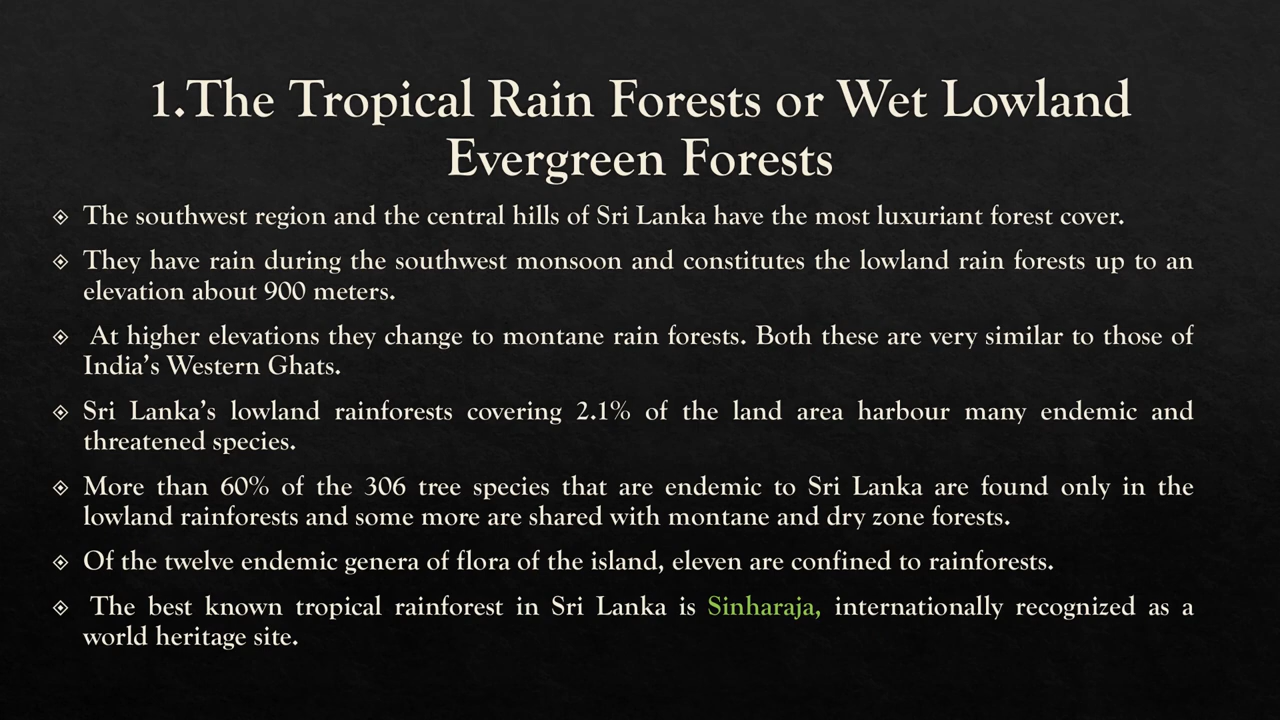 1.The Tropical Rain Forests or Wet Lowland
Evergreen Forests
The southwest region and the central hills of Sri Lanka have the most luxuriant forest cover.
They have rain during the southwest monsoon and constitutes the lowland rain forests up to an
elevation about 900 meters.
At higher elevations they change to montane rain forests. Both these are very similar to those of
India’s Western Ghats.
Sri Lanka’s lowland rainforests covering 2.1% of the land area harbour many endemic and
threatened species.
More than 60% of the 306 tree species that are endemic to Sri Lanka are found only in the
lowland rainforests and some more are shared with montane and dry zone forests.
Of the twelve endemic genera of flora of the island, eleven are confined to rainforests.
The best known tropical rainforest in Sri Lanka is Sinharaja, internationally recognized as a
world heritage site.